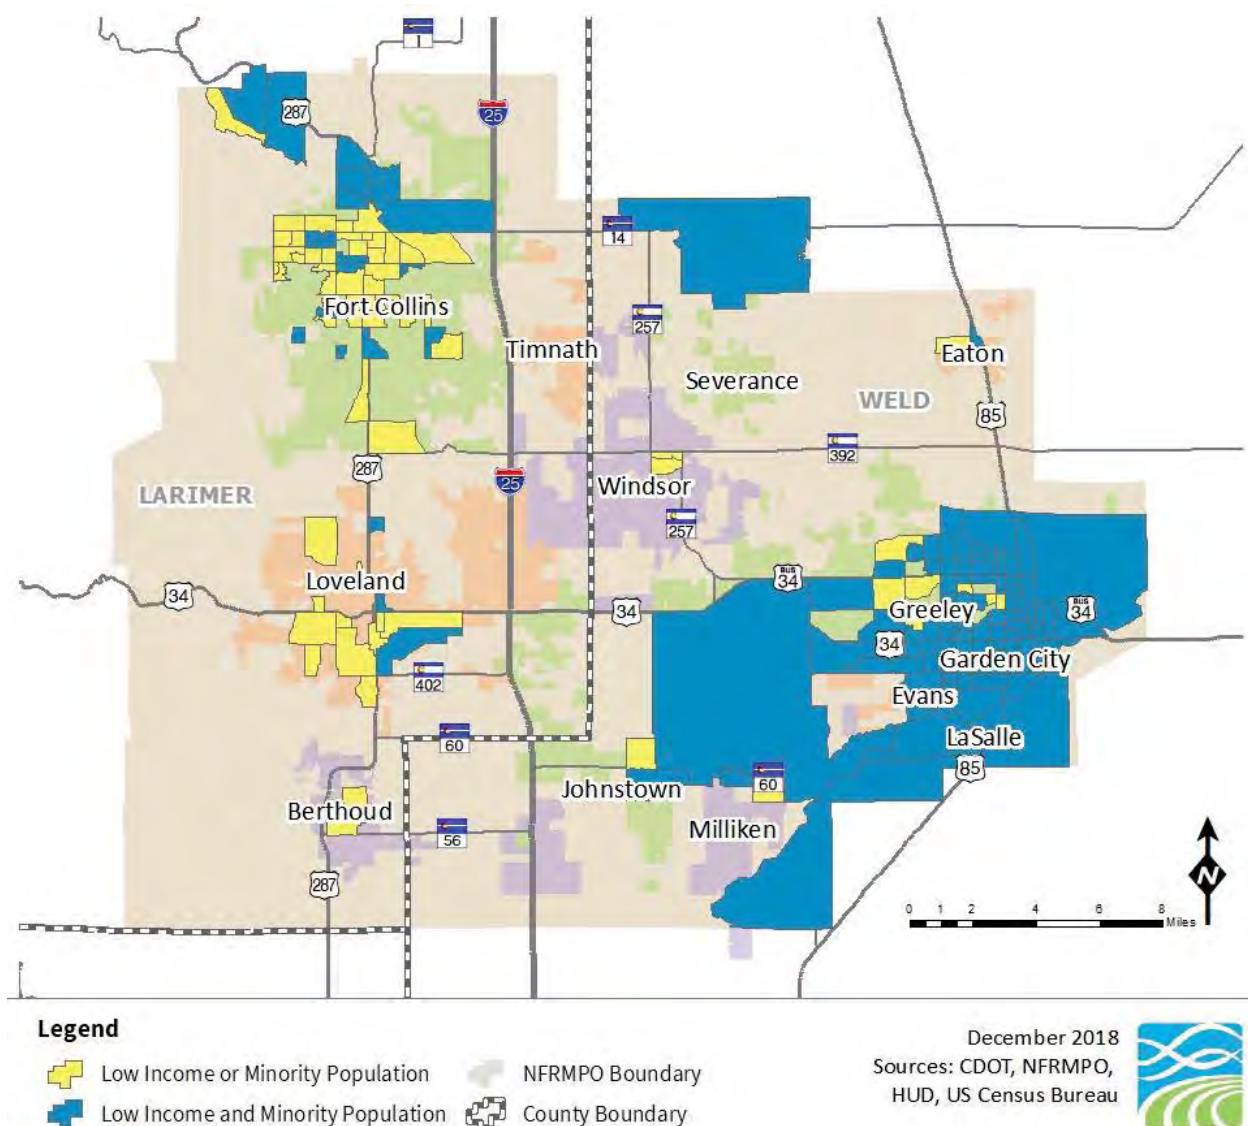 1
287
25
14
257
Fort Collins
Timnath
Eaton
Severance
WELD
85
392
287
25
LARIMER
Windsor
257
Loveland
34
BUS 34
34
Greeley
BUS 34
34
Garden City
402
Evans
60
LaSalle
85
Johnstown
60
Berthoud
Milliken
56
287
N
0 1 2 4 6 8
Miles
Legend
Low Income or Minority Population
NFRMPO Boundary
Low Income and Minority Population
County Boundary
December 2018
Sources: CDOT, NFRMPO,
HUD, US Census Bureau